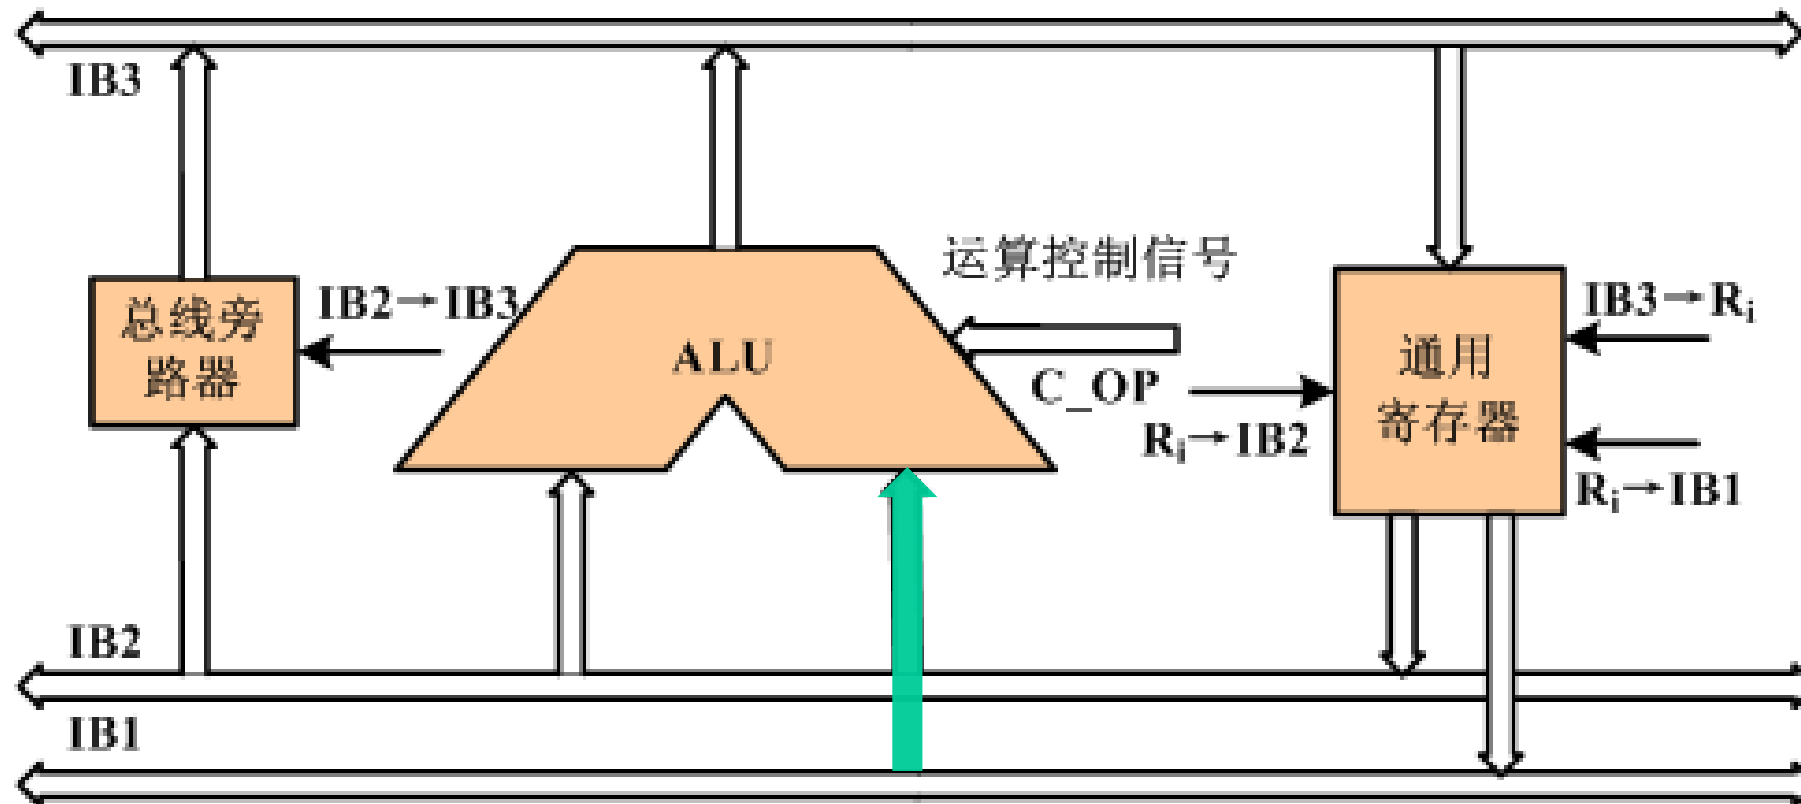 IB3
运算控制信号
IB2→IB3
总线旁
路器
ALU
C_OP
IB3→Rᵢ
通用
寄存器
Rᵢ→IB2
Rᵢ→IB1
IB2
IB1